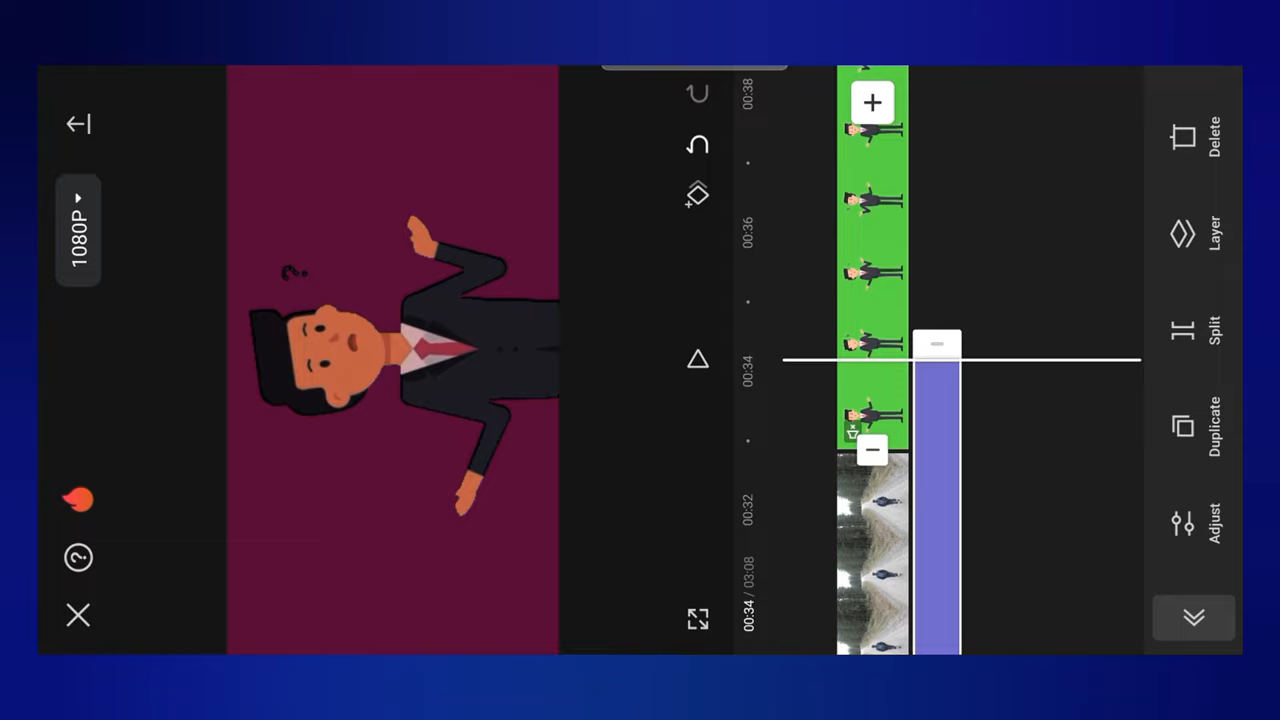 1080P
00:34 / 03:08
00:32
00:34
00:36
00:38
Adjust
Duplicate
Split
Layer
Delete